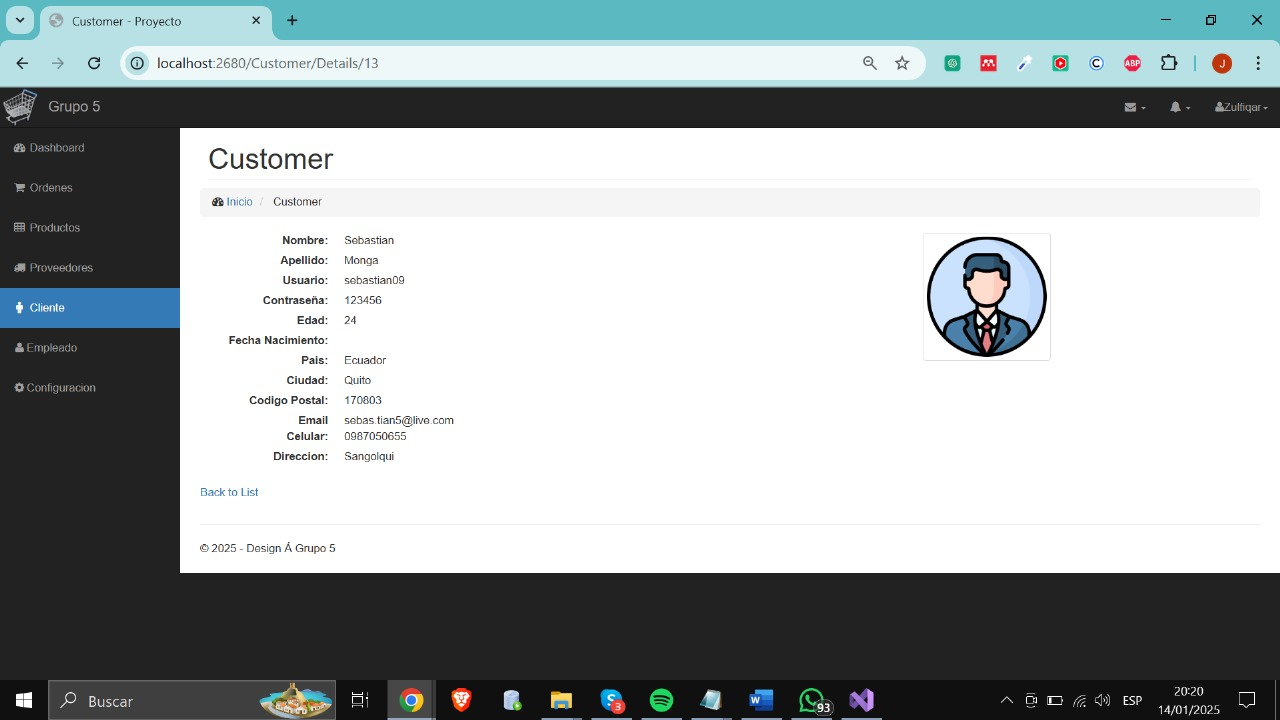 Customer - Proyecto
localhost:2680/Customer/Details/13
ABP
J
Grupo 5
Zulfiqar
Dashboard
Ordenes
Productos
Proveedores
Cliente
Empleado
Configuracion
Customer
Inicio / Customer
Nombre: Sebastian
Apellido: Monga
Usuario: sebastian09
Contraseña: 123456
Edad: 24
Fecha Nacimiento:
Pais: Ecuador
Ciudad: Quito
Codigo Postal: 170803
Email sebas.tian5@live.com
Celular: 0987050655
Direccion: Sangolqui
Back to List
© 2025 - Design Á Grupo 5
Buscar
3
93
ESP
20:20
14/01/2025